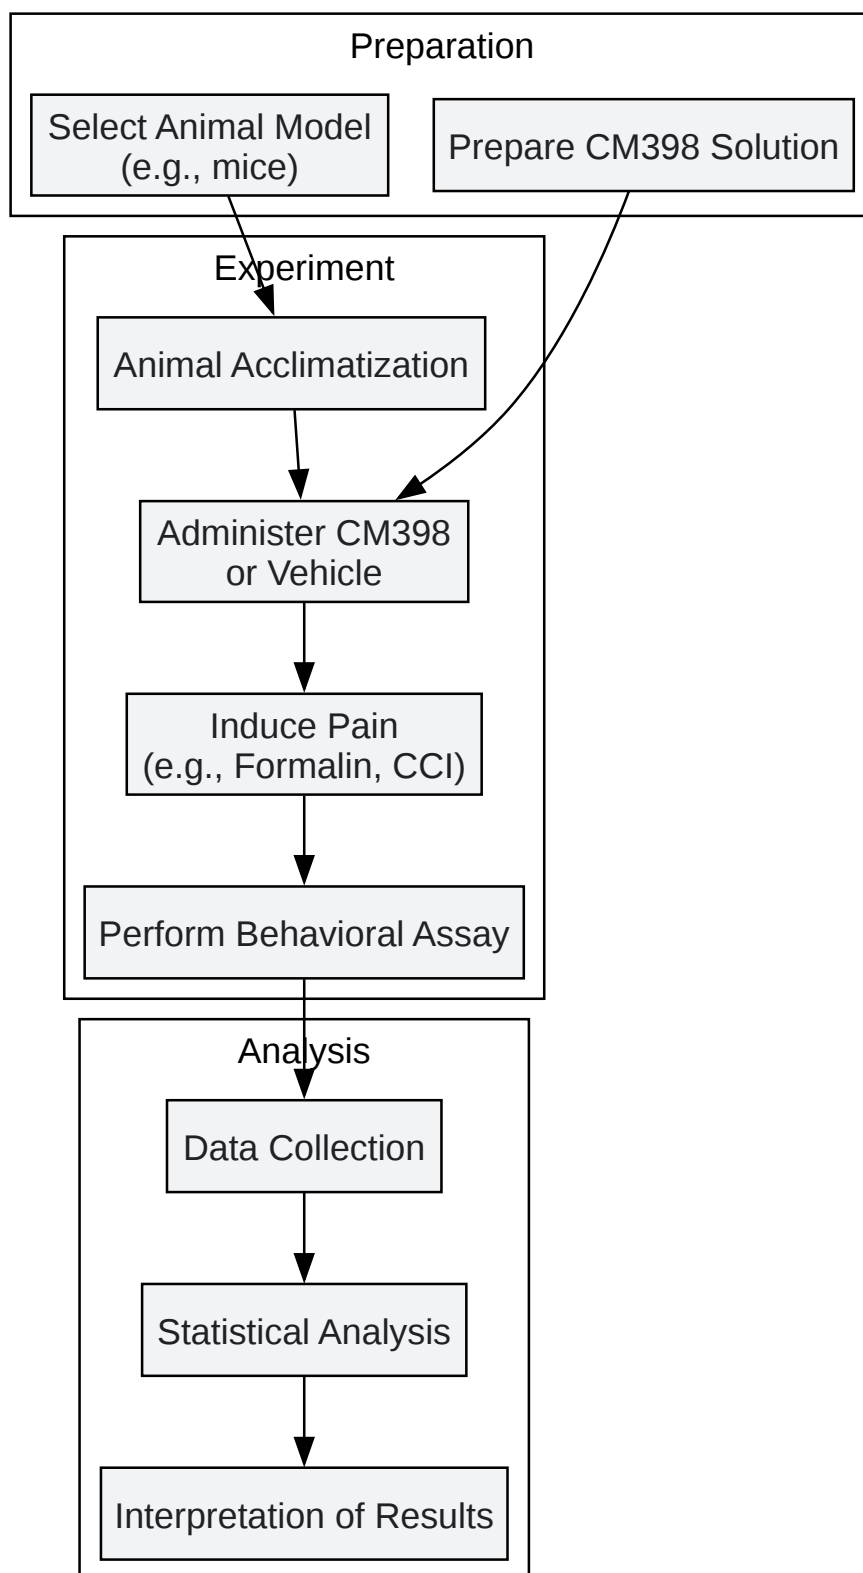 Preparation
Select Animal Model
(e.g., mice)
Prepare CM398 Solution
Experiment
Animal Acclimatization
Administer CM398
or Vehicle
Induce Pain
(e.g., Formalin, CCI)
Perform Behavioral Assay
Analysis
Data Collection
Statistical Analysis
Interpretation of Results